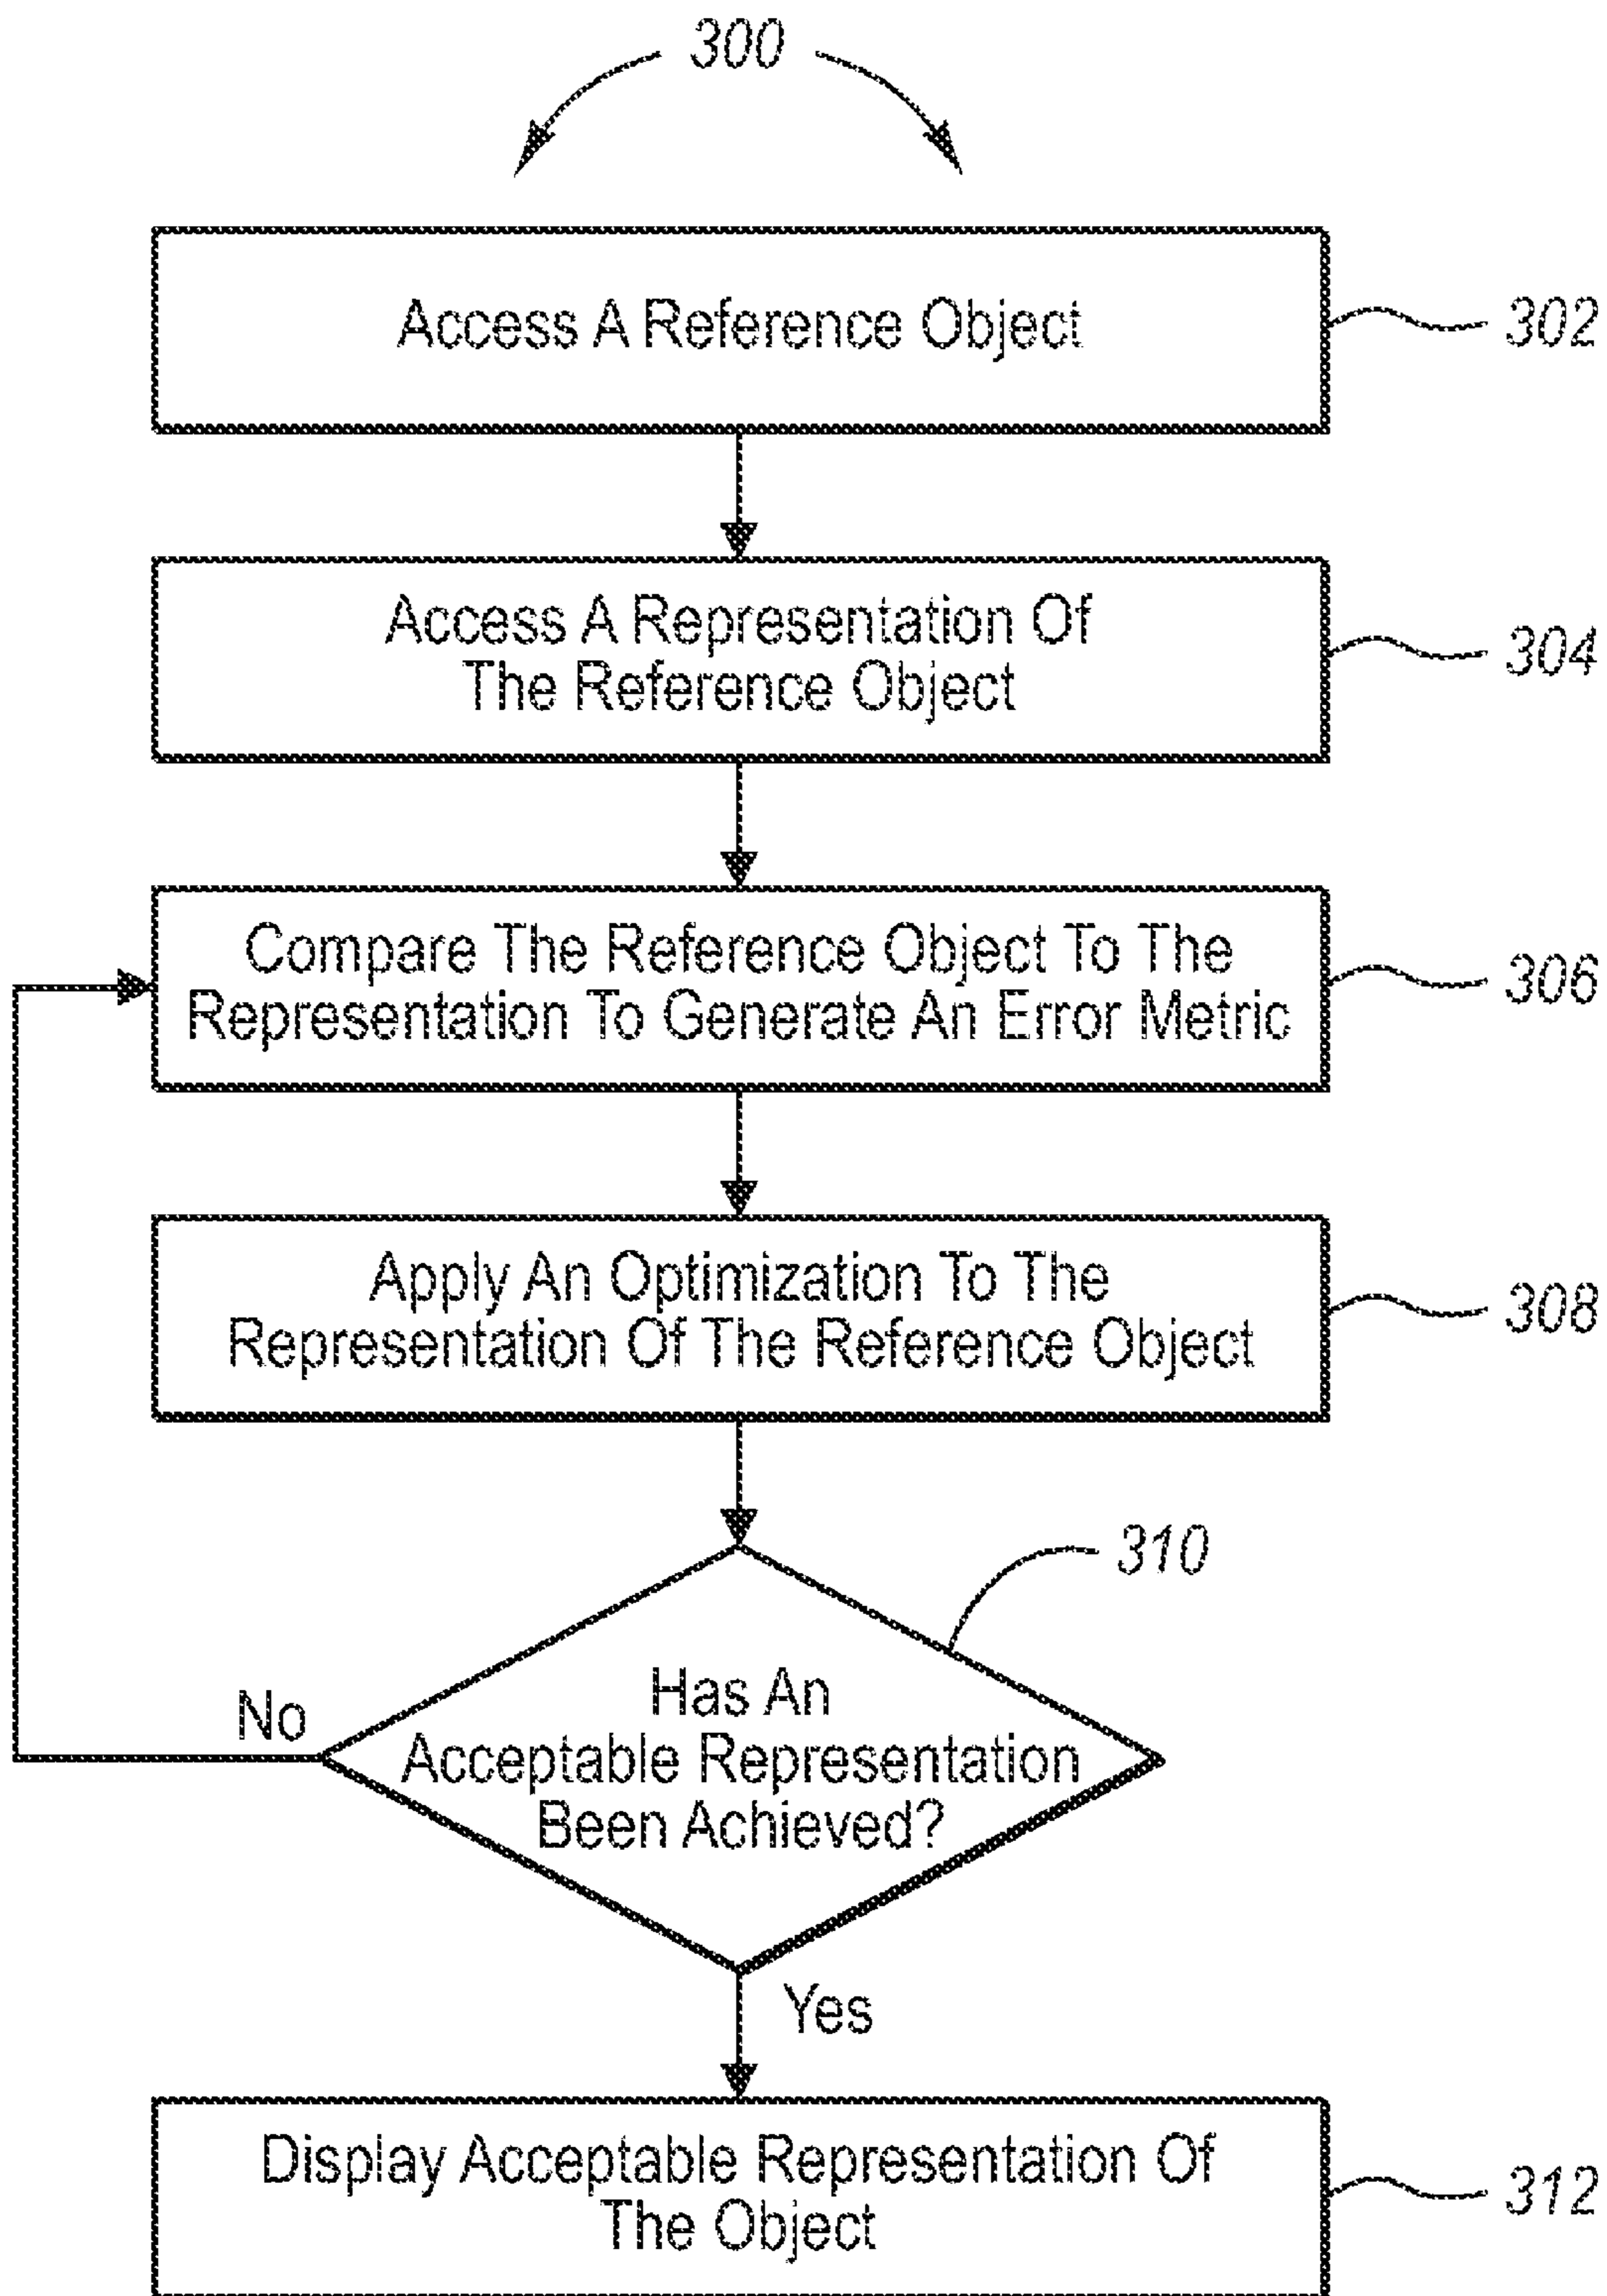 300
Access A Reference Object
302
Access A Representation Of
The Reference Object
304
Compare The Reference Object To The
Representation To Generate An Error Metric
306
Apply An Optimization To The
Representation Of The Reference Object
308
310
Has An
Acceptable Representation
Been Achieved?
No
Yes
Display Acceptable Representation Of
The Object
312